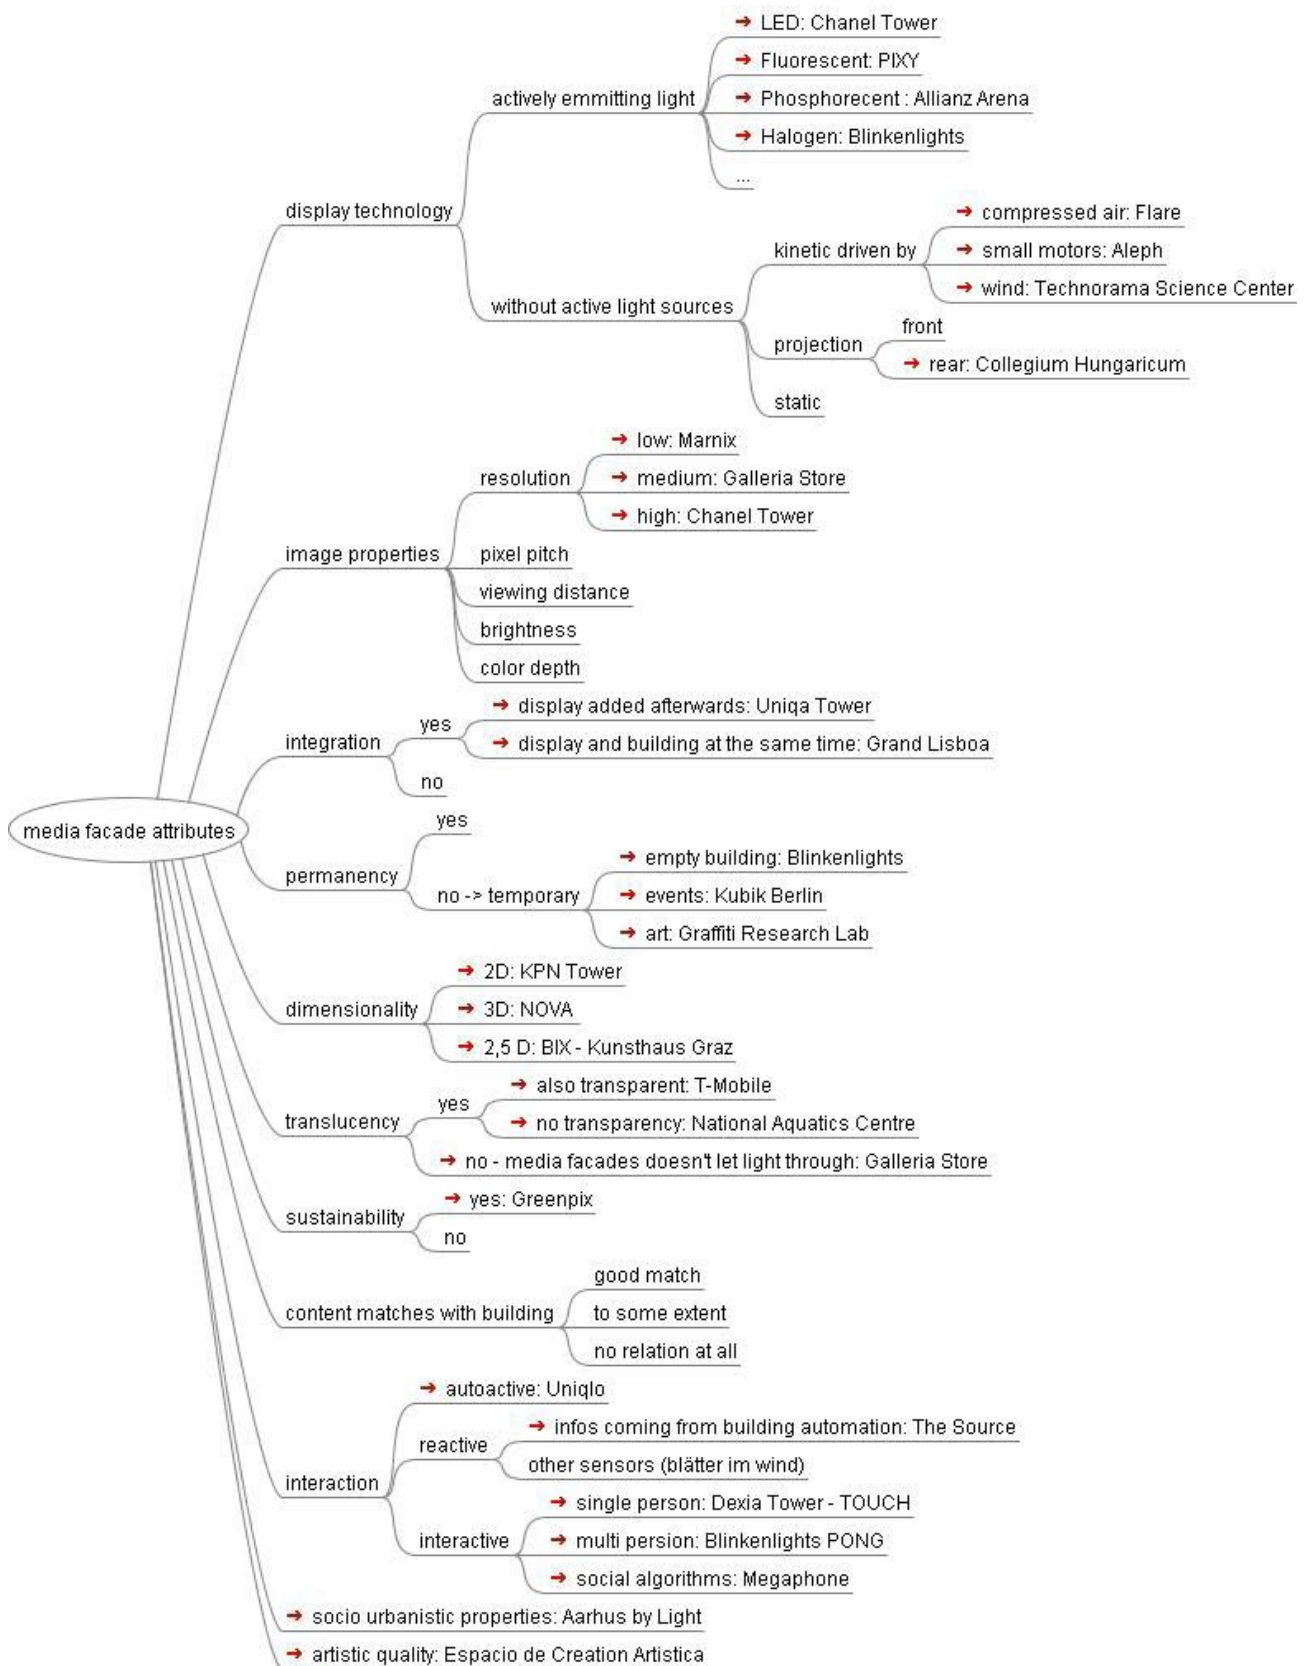 media facade attributes
display technology
actively emmitting light
➔ LED: Chanel Tower
➔ Fluorescent: PIXY
➔ Phosphorecent : Allianz Arena
➔ Halogen: Blinkenlights
...
without active light sources
kinetic driven by
➔ compressed air: Flare
➔ small motors: Aleph
➔ wind: Technorama Science Center
projection
front
➔ rear: Collegium Hungaricum
static
image properties
resolution
➔ low: Marnix
➔ medium: Galleria Store
➔ high: Chanel Tower
pixel pitch
viewing distance
brightness
color depth
integration
yes
➔ display added afterwards: Uniqa Tower
➔ display and building at the same time: Grand Lisboa
no
permanency
yes
no -> temporary
➔ empty building: Blinkenlights
➔ events: Kubik Berlin
➔ art: Graffiti Research Lab
dimensionality
➔ 2D: KPN Tower
➔ 3D: NOVA
➔ 2,5 D: BIX - Kunsthaus Graz
translucency
yes
➔ also transparent: T-Mobile
➔ no transparency: National Aquatics Centre
➔ no - media facades doesn't let light through: Galleria Store
sustainability
➔ yes: Greenpix
no
content matches with building
good match
to some extent
no relation at all
interaction
➔ autoactive: Uniqlo
reactive
➔ infos coming from building automation: The Source
other sensors (blätter im wind)
interactive
➔ single person: Dexia Tower - TOUCH
➔ multi persion: Blinkenlights PONG
➔ social algorithms: Megaphone
➔ socio urbanistic properties: Aarhus by Light
➔ artistic quality: Espacio de Creation Artistica